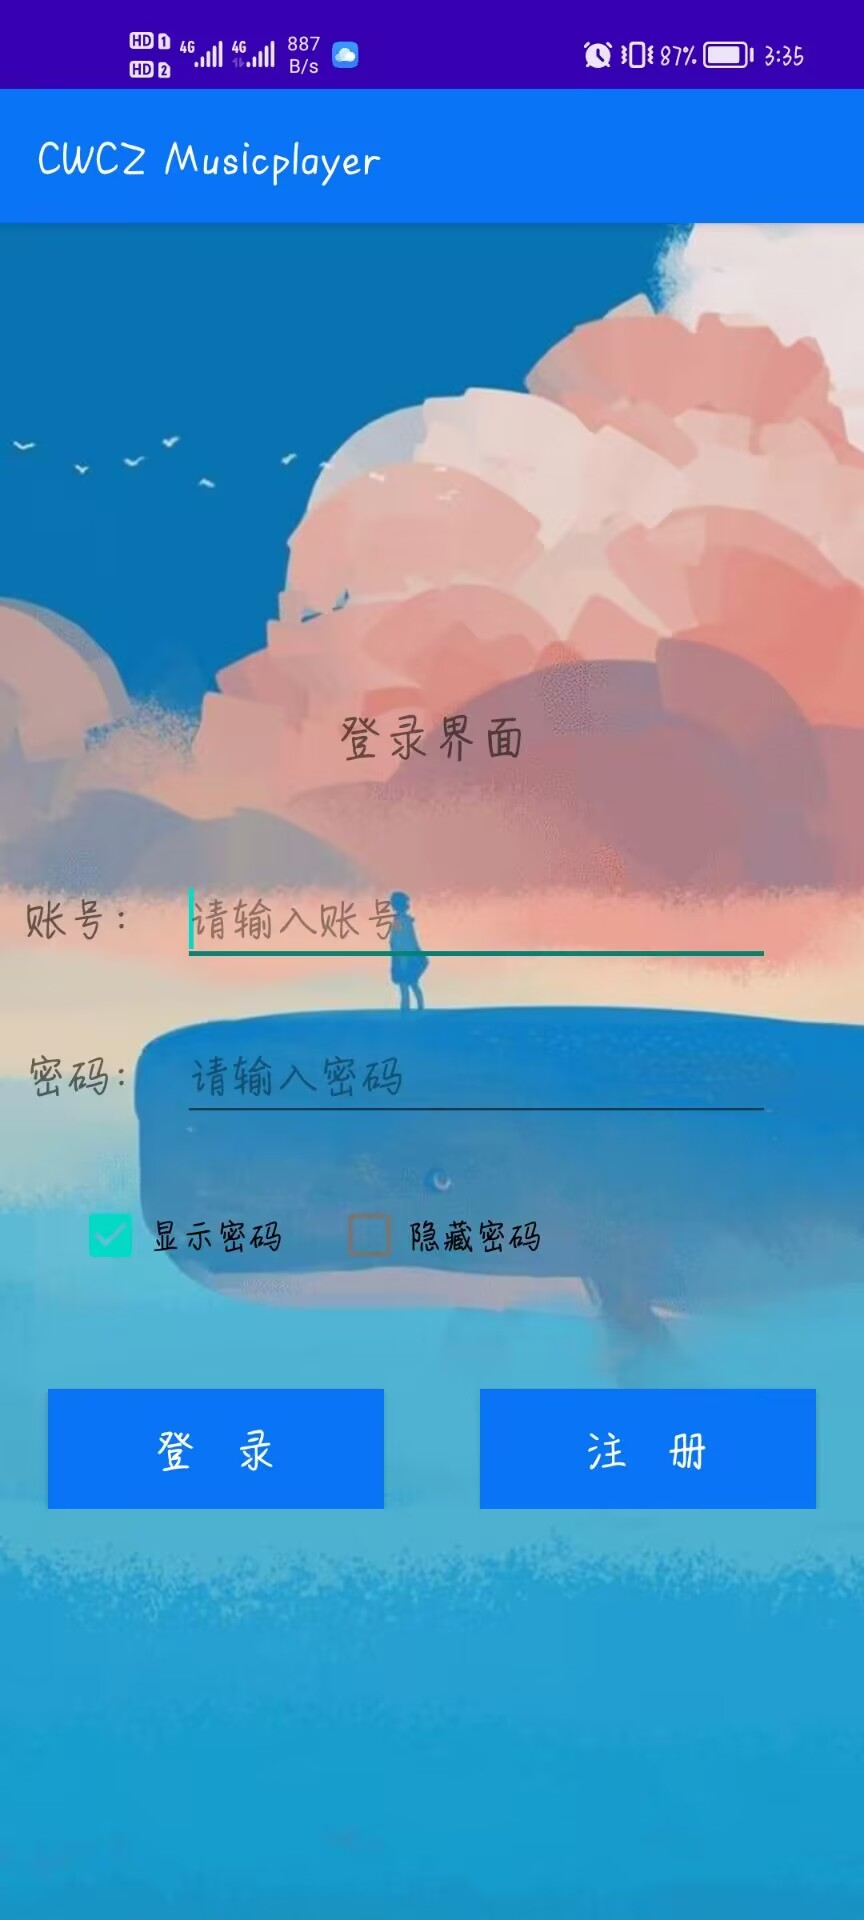 HD 1 4G 4G 887 87% 3:35
HD 2 B/s
CWCZ Musicplayer
登录界面
账号： 请输入账号
密码： 请输入密码
显示密码 隐藏密码
登 录 注 册